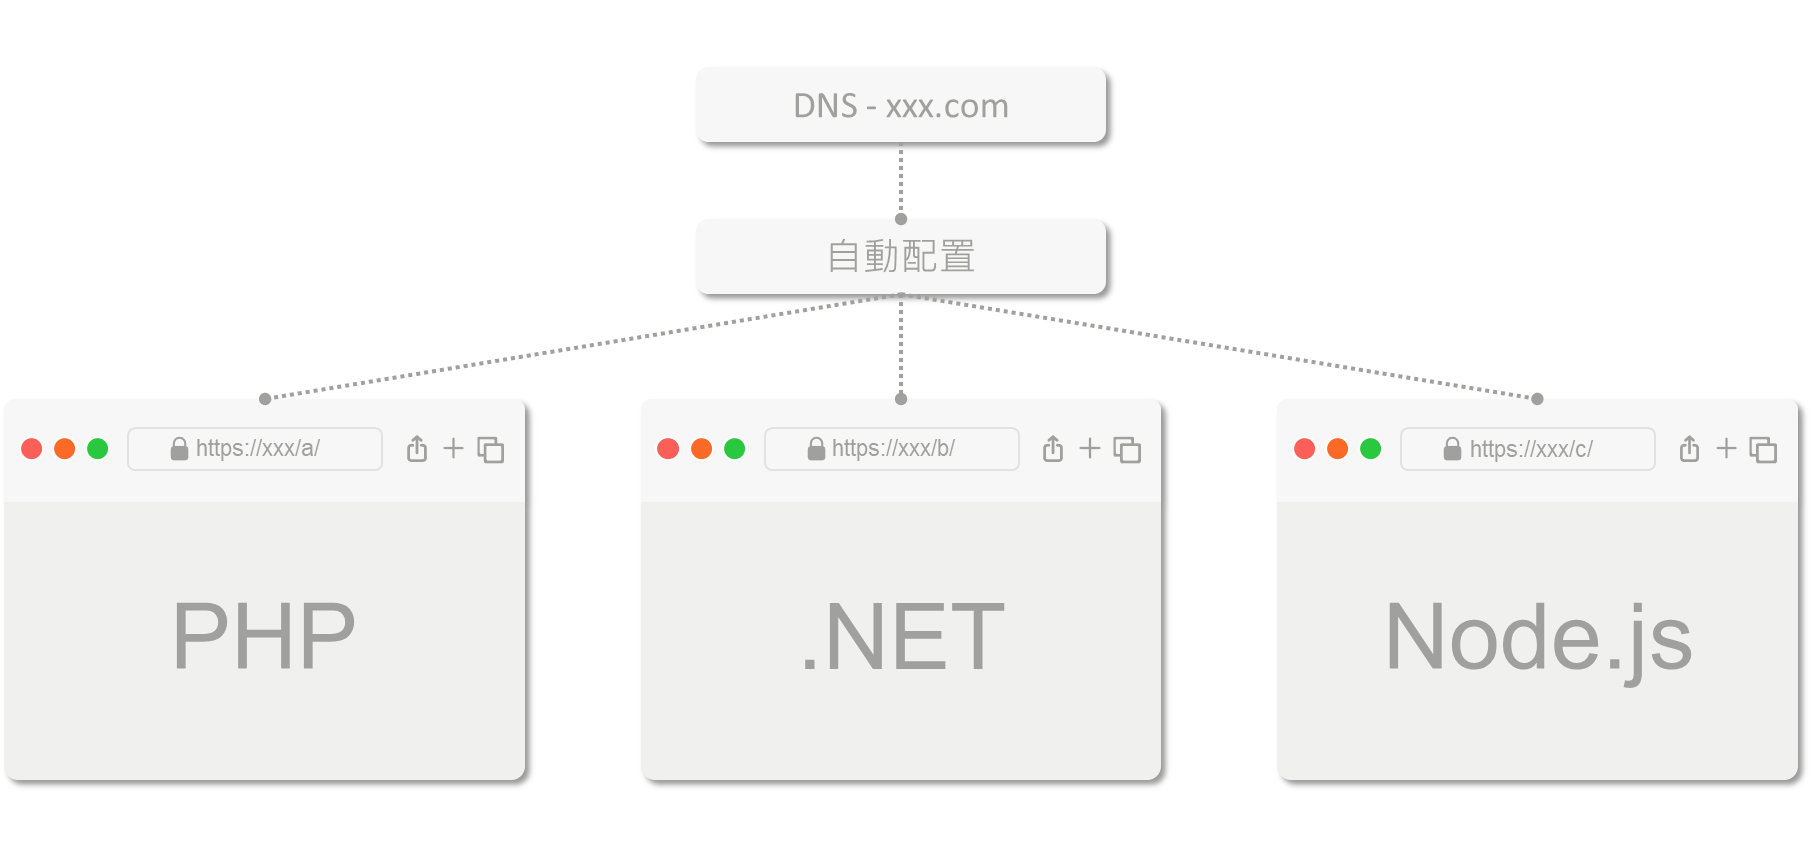 DNS - xxx.com
自動配置
https://xxx/a/
https://xxx/b/
https://xxx/c/
PHP
.NET
Node.js